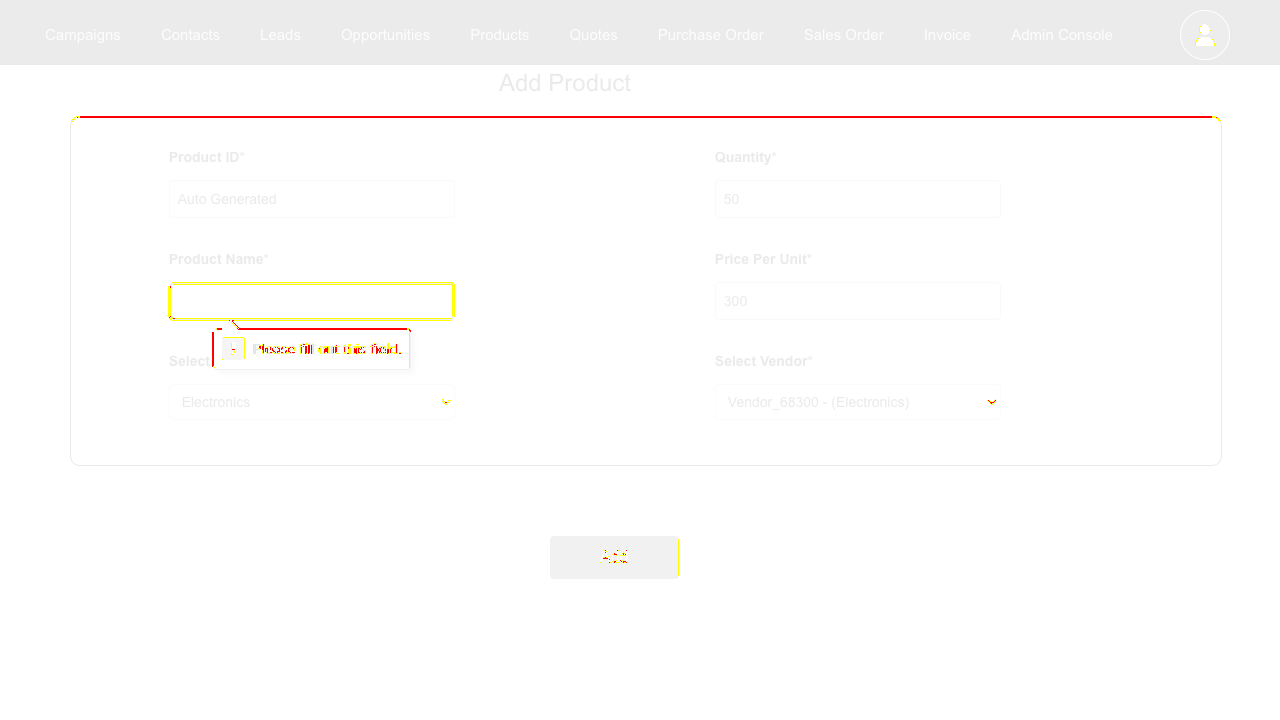 Campaigns Contacts Leads Opportunities Products Quotes Purchase Order Sales Order Invoice Admin Console
Add Product
Product ID* Quantity*
Auto Generated 50
Product Name* Price Per Unit*
300
Please fill out this field.
Select Select Vendor*
Electronics Vendor_68300 - (Electronics)
Add